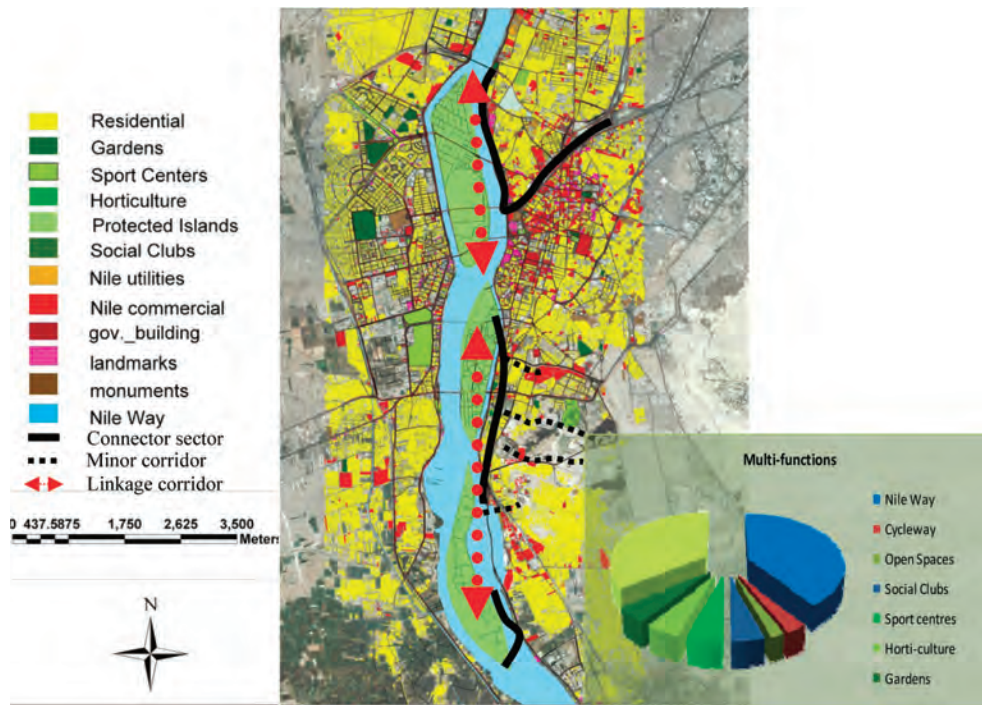 Residential
Gardens
Sport Centers
Horticulture
Protected Islands
Social Clubs
Nile utilities
Nile commercial
gov._building
landmarks
monuments
Nile Way
Connector sector
Minor corridor
Linkage corridor
0 437.5875 1,750 2,625 3,500
Meters
N
Multi-functions
Nile Way
Cycleway
Open Spaces
Social Clubs
Sport centres
Horti-culture
Gardens